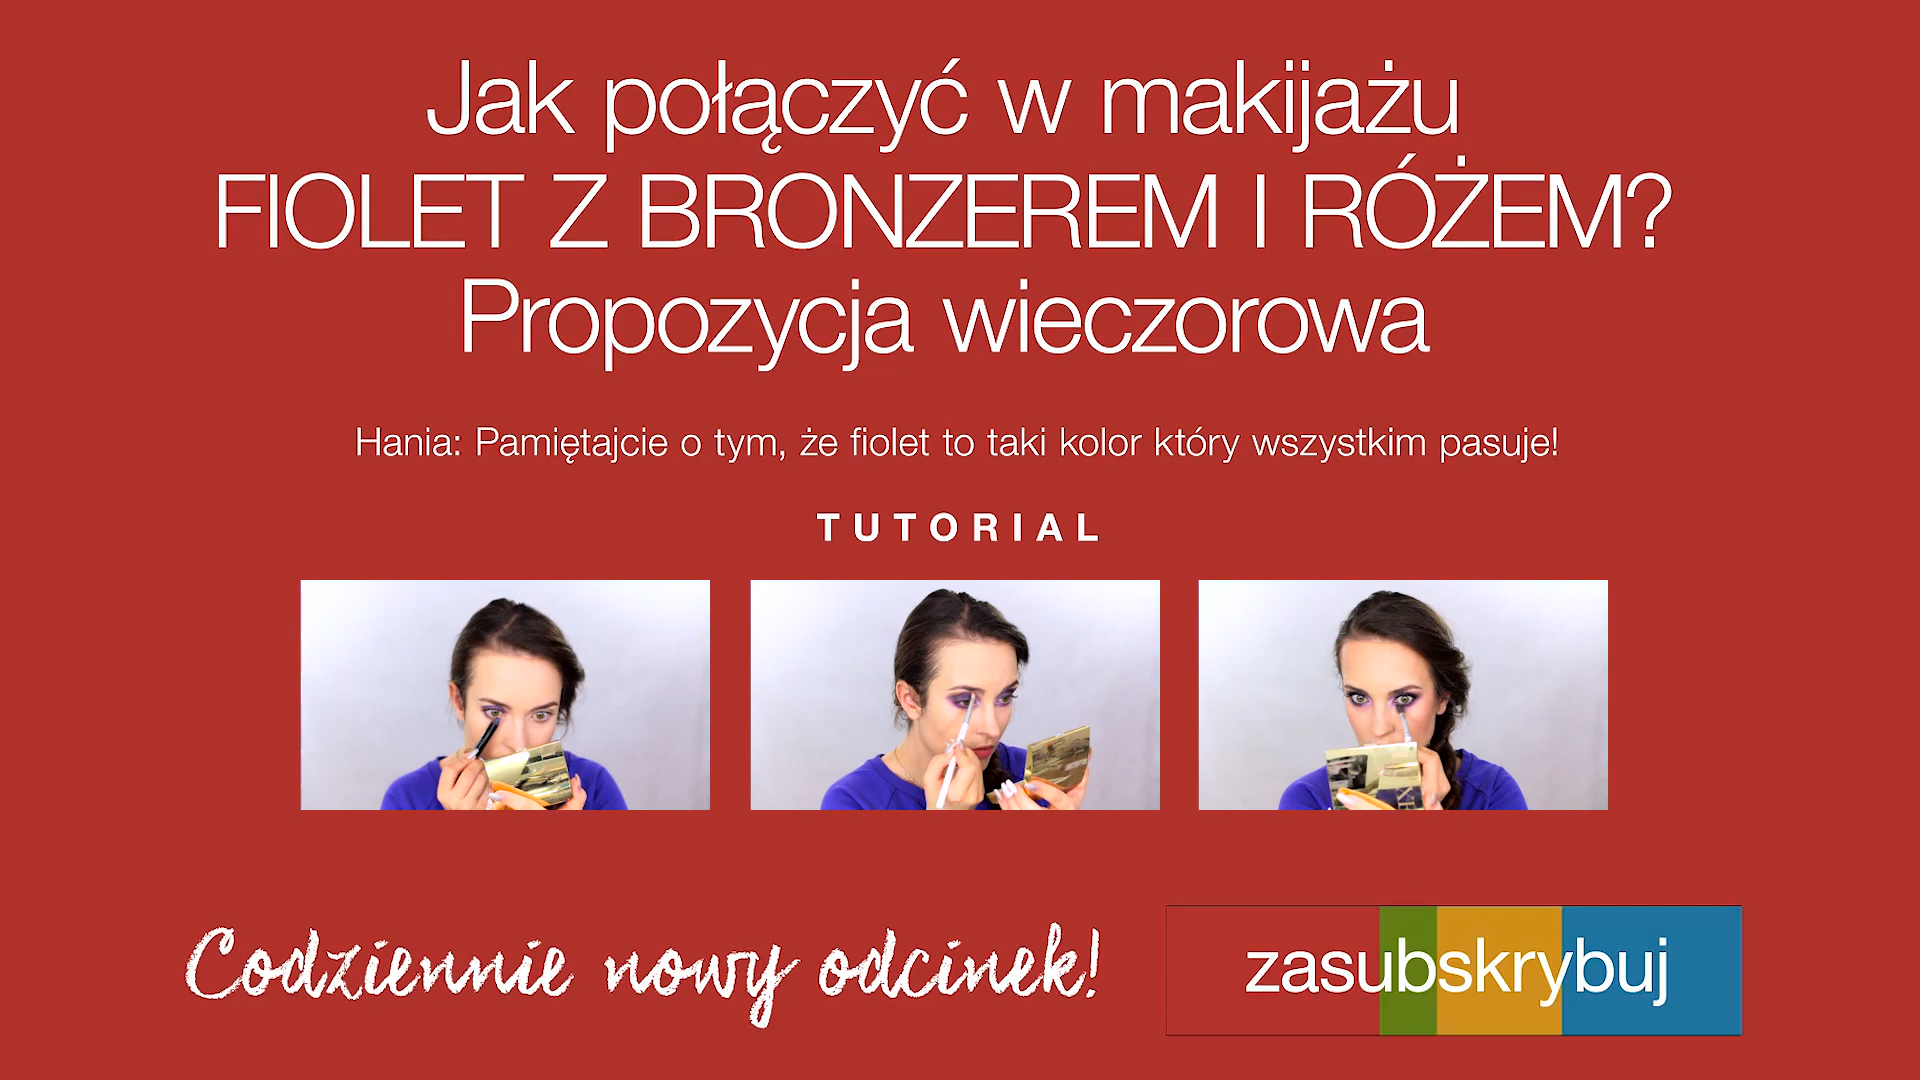 Jak połączyć w makijażu
FIOLET Z BRONZEREM I RÓŻEM?
Propozycja wieczorowa
Hania: Pamiętajcie o tym, że fiolet to taki kolor który wszystkim pasuje!
TUTORIAL
Codziennie nowy odcinek!
zasubskrybuj